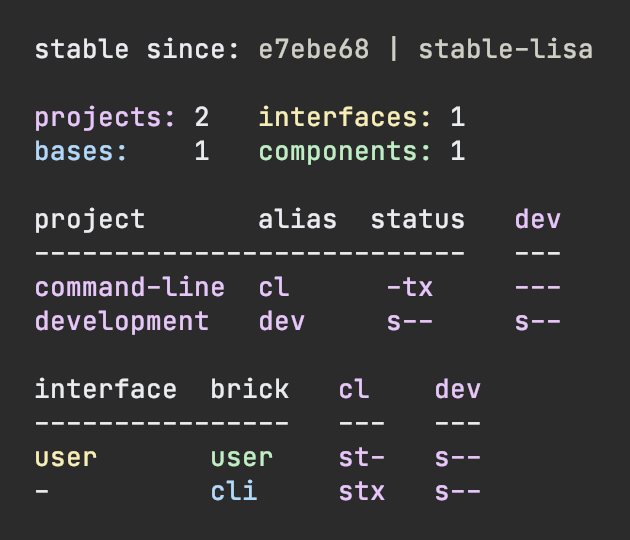 stable since: e7ebe68 | stable-lisa
projects: 2   interfaces: 1
bases:    1   components: 1
project       alias  status   dev
---------------------------   ---
command-line  cl      -tx     ---
development   dev     s--     s--
interface  brick   cl    dev
----------------   ---   ---
user       user    st-   s--
-          cli     stx   s--